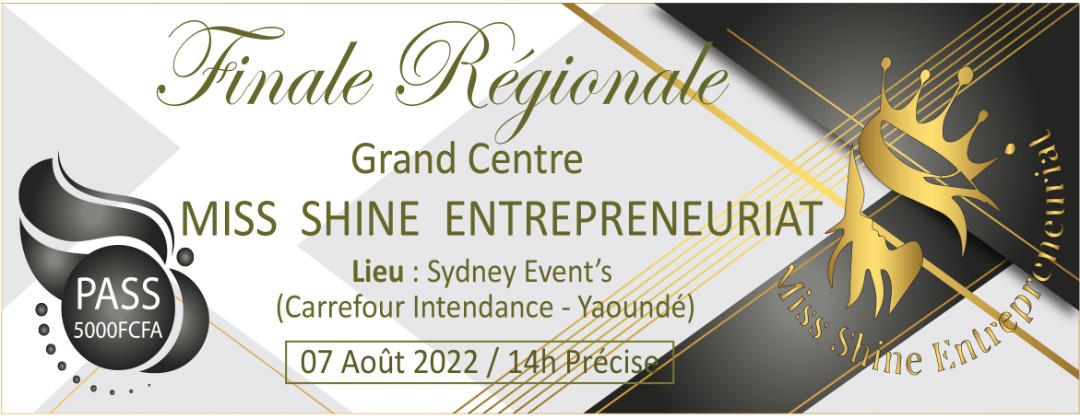 Finale Régionale
Grand Centre
MISS SHINE ENTREPRENEURIAT
Lieu : Sydney Event's
(Carrefour Intendance - Yaoundé)
07 Août 2022 / 14h Précise
PASS
5000FCFA
Miss Shine Entrepreneurial